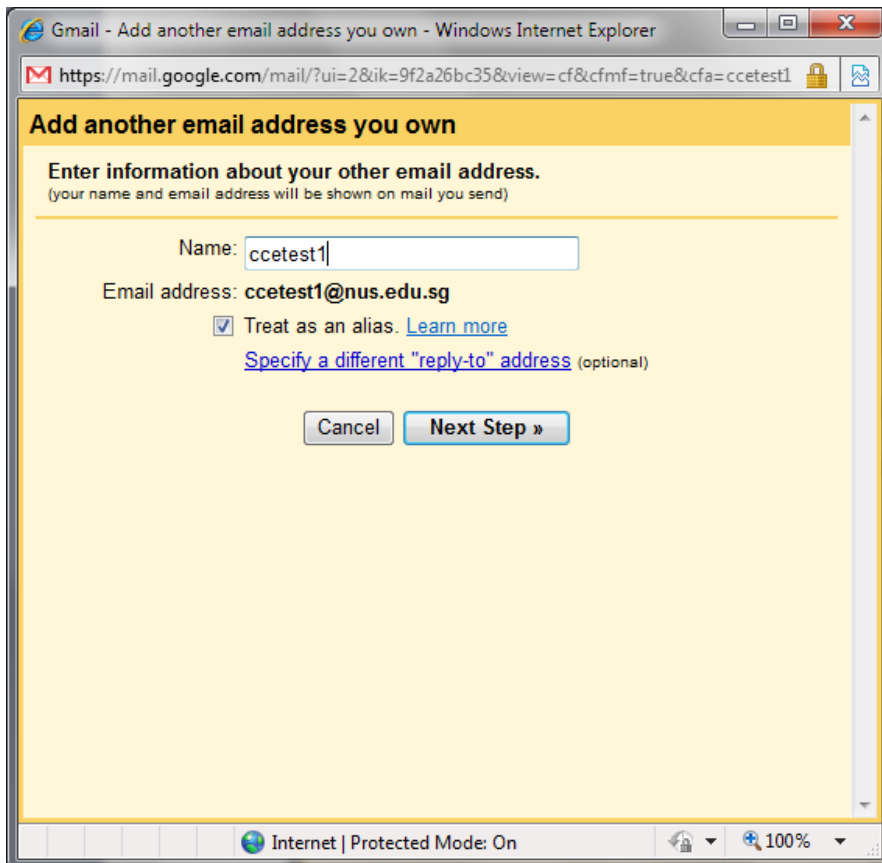 Gmail - Add another email address you own - Windows Internet Explorer
https://mail.google.com/mail/?ui=2&ik=9f2a26bc35&view=cf&cfmf=true&cfa=ccetest1
Add another email address you own
Enter information about your other email address.
(your name and email address will be shown on mail you send)
Name: ccetest1
Email address: ccetest1@nus.edu.sg
Treat as an alias. Learn more
Specify a different "reply-to" address (optional)
Cancel Next Step »
Internet | Protected Mode: On 100%